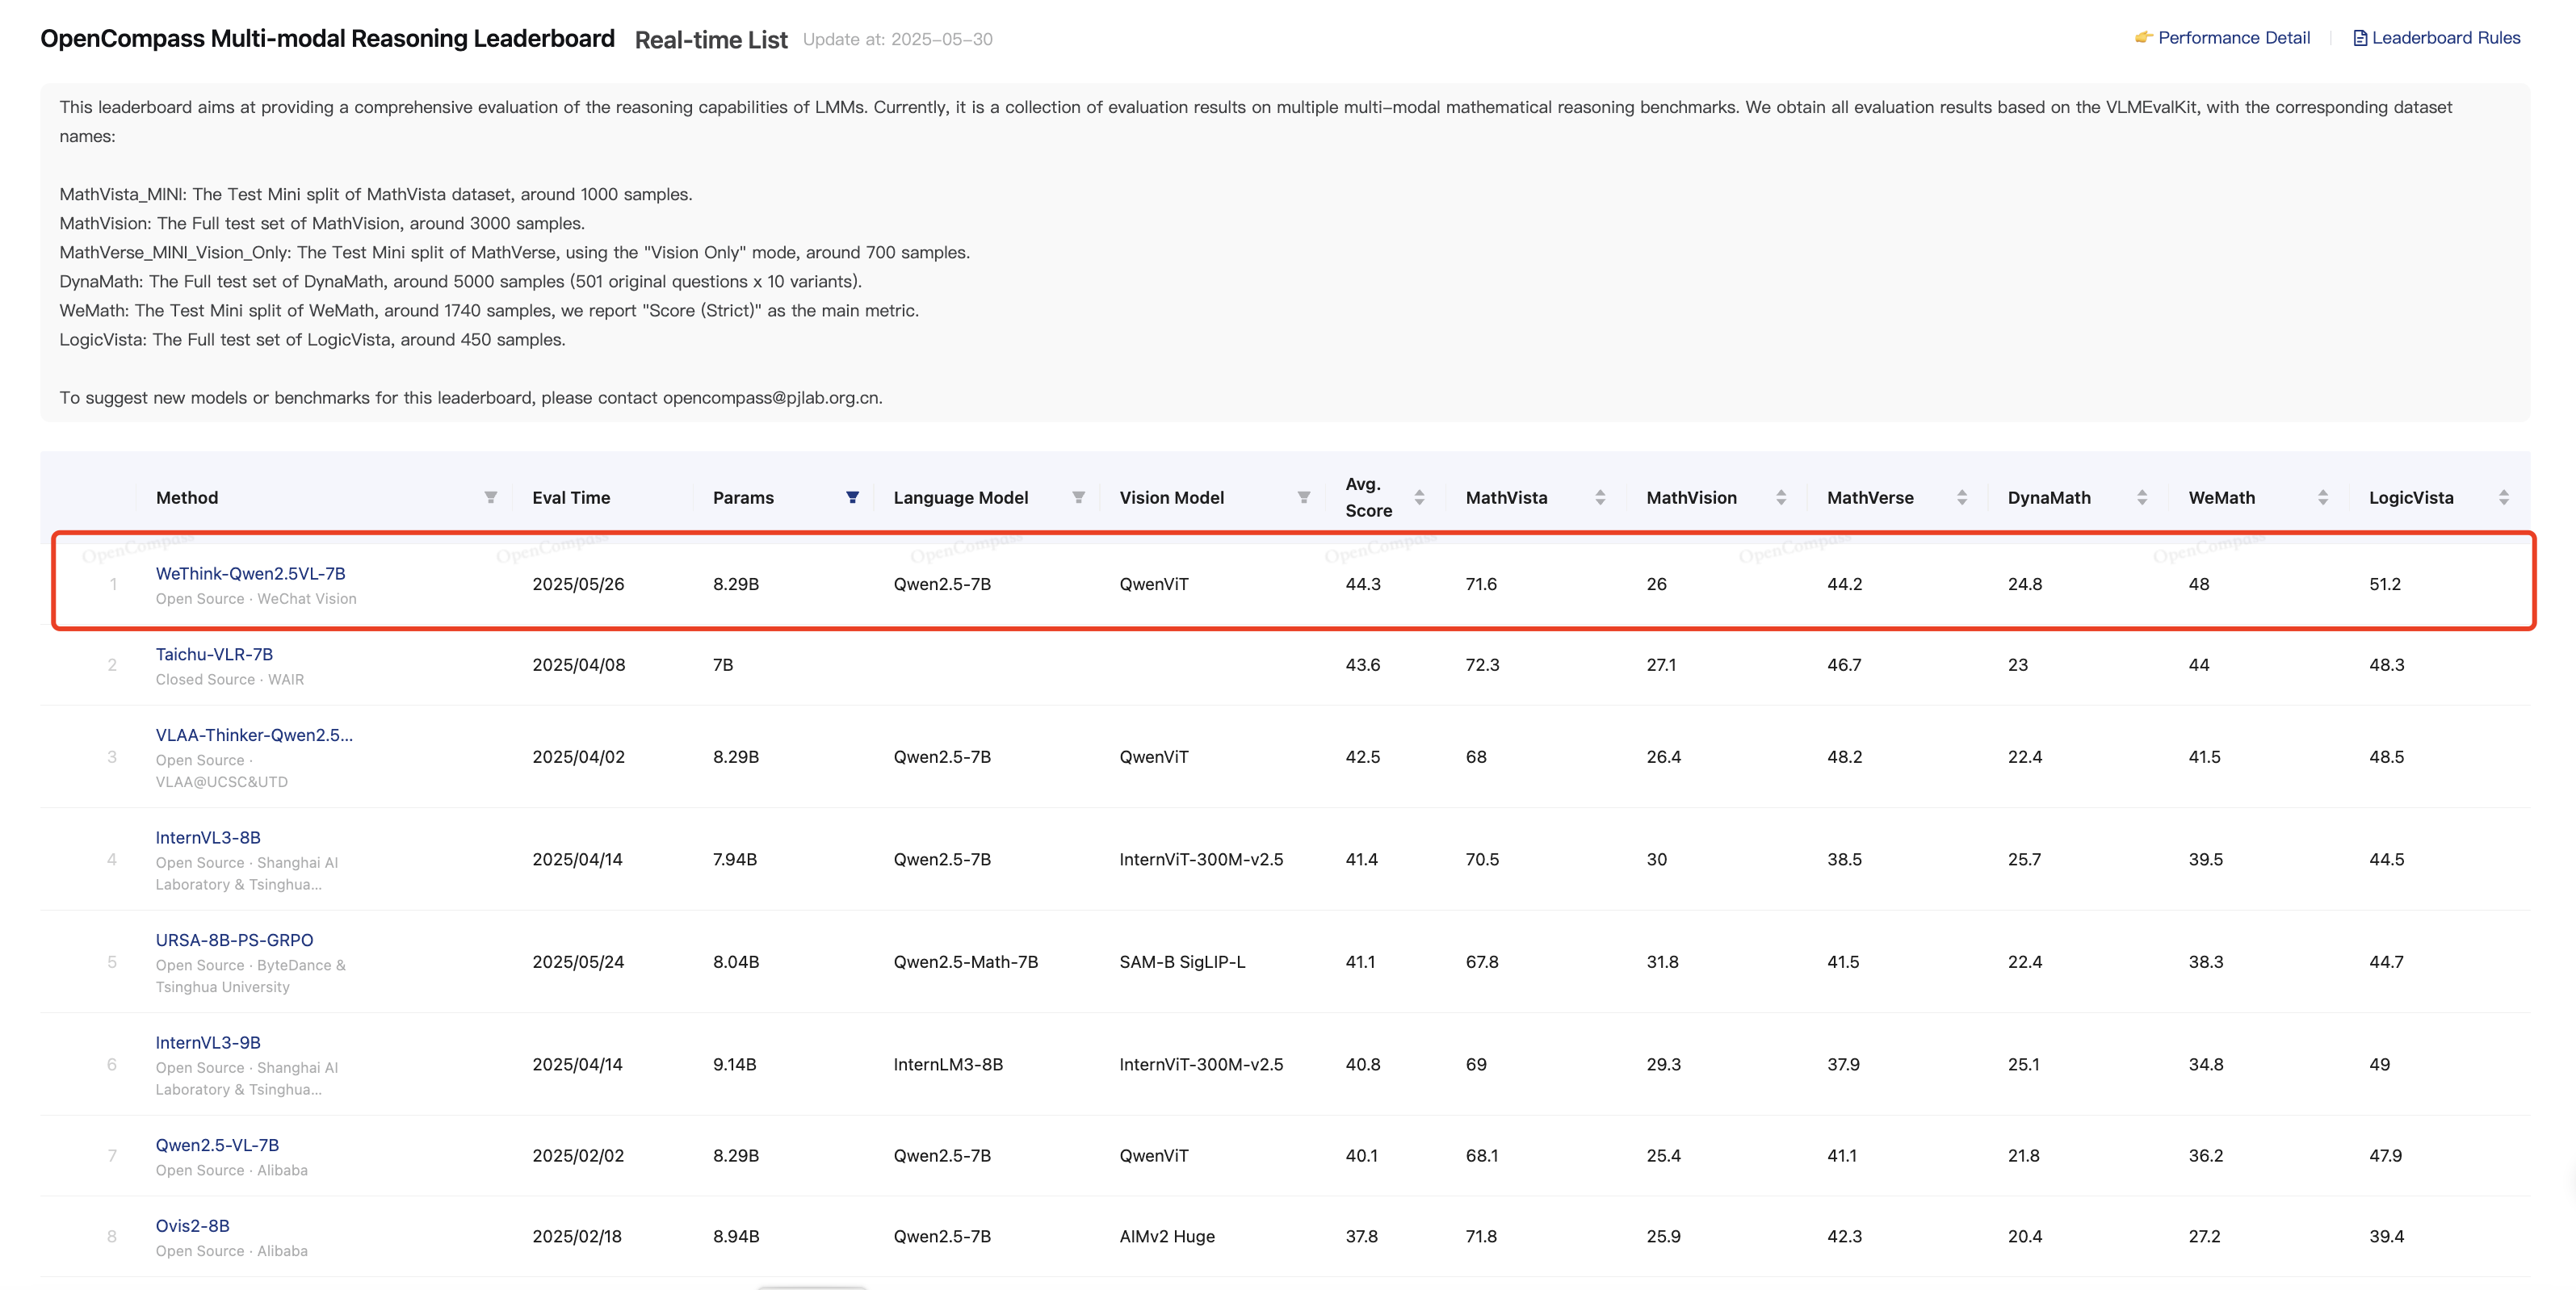 OpenCompass Multi-modal Reasoning Leaderboard Real-time List Update at: 2025-05-30
👉 Performance Detail Leaderboard Rules
This leaderboard aims at providing a comprehensive evaluation of the reasoning capabilities of LMMs. Currently, it is a collection of evaluation results on multiple multi-modal mathematical reasoning benchmarks. We obtain all evaluation results based on the VLMEvalKit, with the corresponding dataset
names:
MathVista_MINI: The Test Mini split of MathVista dataset, around 1000 samples.
MathVision: The Full test set of MathVision, around 3000 samples.
MathVerse_MINI_Vision_Only: The Test Mini split of MathVerse, using the "Vision Only" mode, around 700 samples.
DynaMath: The Full test set of DynaMath, around 5000 samples (501 original questions x 10 variants).
WeMath: The Test Mini split of WeMath, around 1740 samples, we report "Score (Strict)" as the main metric.
LogicVista: The Full test set of LogicVista, around 450 samples.
To suggest new models or benchmarks for this leaderboard, please contact opencompass@pjlab.org.cn.
Method Eval Time Params Language Model Vision Model Avg. Score MathVista MathVision MathVerse DynaMath WeMath LogicVista
OpenCompass OpenCompass OpenCompass OpenCompass OpenCompass OpenCompass
1 WeThink-Qwen2.5VL-7B 2025/05/26 8.29B Qwen2.5-7B QwenViT 44.3 71.6 26 44.2 24.8 48 51.2
Open Source · WeChat Vision
2 Taichu-VLR-7B 2025/04/08 7B 43.6 72.3 27.1 46.7 23 44 48.3
Closed Source · WAIR
3 VLAA-Thinker-Qwen2.5... 2025/04/02 8.29B Qwen2.5-7B QwenViT 42.5 68 26.4 48.2 22.4 41.5 48.5
Open Source ·
VLAA@UCSC&UTD
4 InternVL3-8B 2025/04/14 7.94B Qwen2.5-7B InternViT-300M-v2.5 41.4 70.5 30 38.5 25.7 39.5 44.5
Open Source · Shanghai AI
Laboratory & Tsinghua...
5 URSA-8B-PS-GRPO 2025/05/24 8.04B Qwen2.5-Math-7B SAM-B SigLIP-L 41.1 67.8 31.8 41.5 22.4 38.3 44.7
Open Source · ByteDance &
Tsinghua University
6 InternVL3-9B 2025/04/14 9.14B InternLM3-8B InternViT-300M-v2.5 40.8 69 29.3 37.9 25.1 34.8 49
Open Source · Shanghai AI
Laboratory & Tsinghua...
7 Qwen2.5-VL-7B 2025/02/02 8.29B Qwen2.5-7B QwenViT 40.1 68.1 25.4 41.1 21.8 36.2 47.9
Open Source · Alibaba
8 Ovis2-8B 2025/02/18 8.94B Qwen2.5-7B AIMv2 Huge 37.8 71.8 25.9 42.3 20.4 27.2 39.4
Open Source · Alibaba